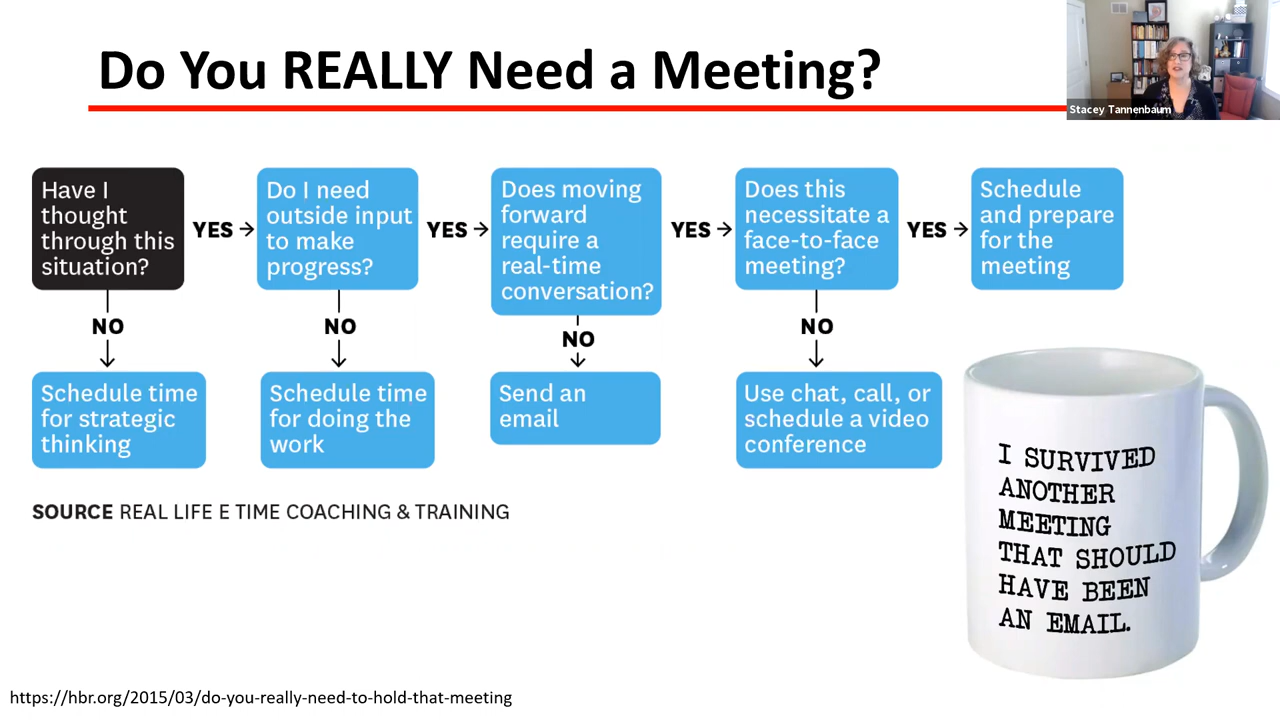 Do You REALLY Need a Meeting?
Stacey Tannenbaum
Have I
thought
through this
situation?
YES →
Do I need
outside input
to make
progress?
YES →
Does moving
forward
require a
real-time
conversation?
YES →
Does this
necessitate a
face-to-face
meeting?
YES →
Schedule
and prepare
for the
meeting
NO
NO
NO
NO
Schedule time
for strategic
thinking
Schedule time
for doing the
work
Send an
email
Use chat, call, or
schedule a video
conference
SOURCE REAL LIFE E TIME COACHING & TRAINING
I SURVIVED
ANOTHER
MEETING
THAT SHOULD
HAVE BEEN
AN EMAIL.
https://hbr.org/2015/03/do-you-really-need-to-hold-that-meeting